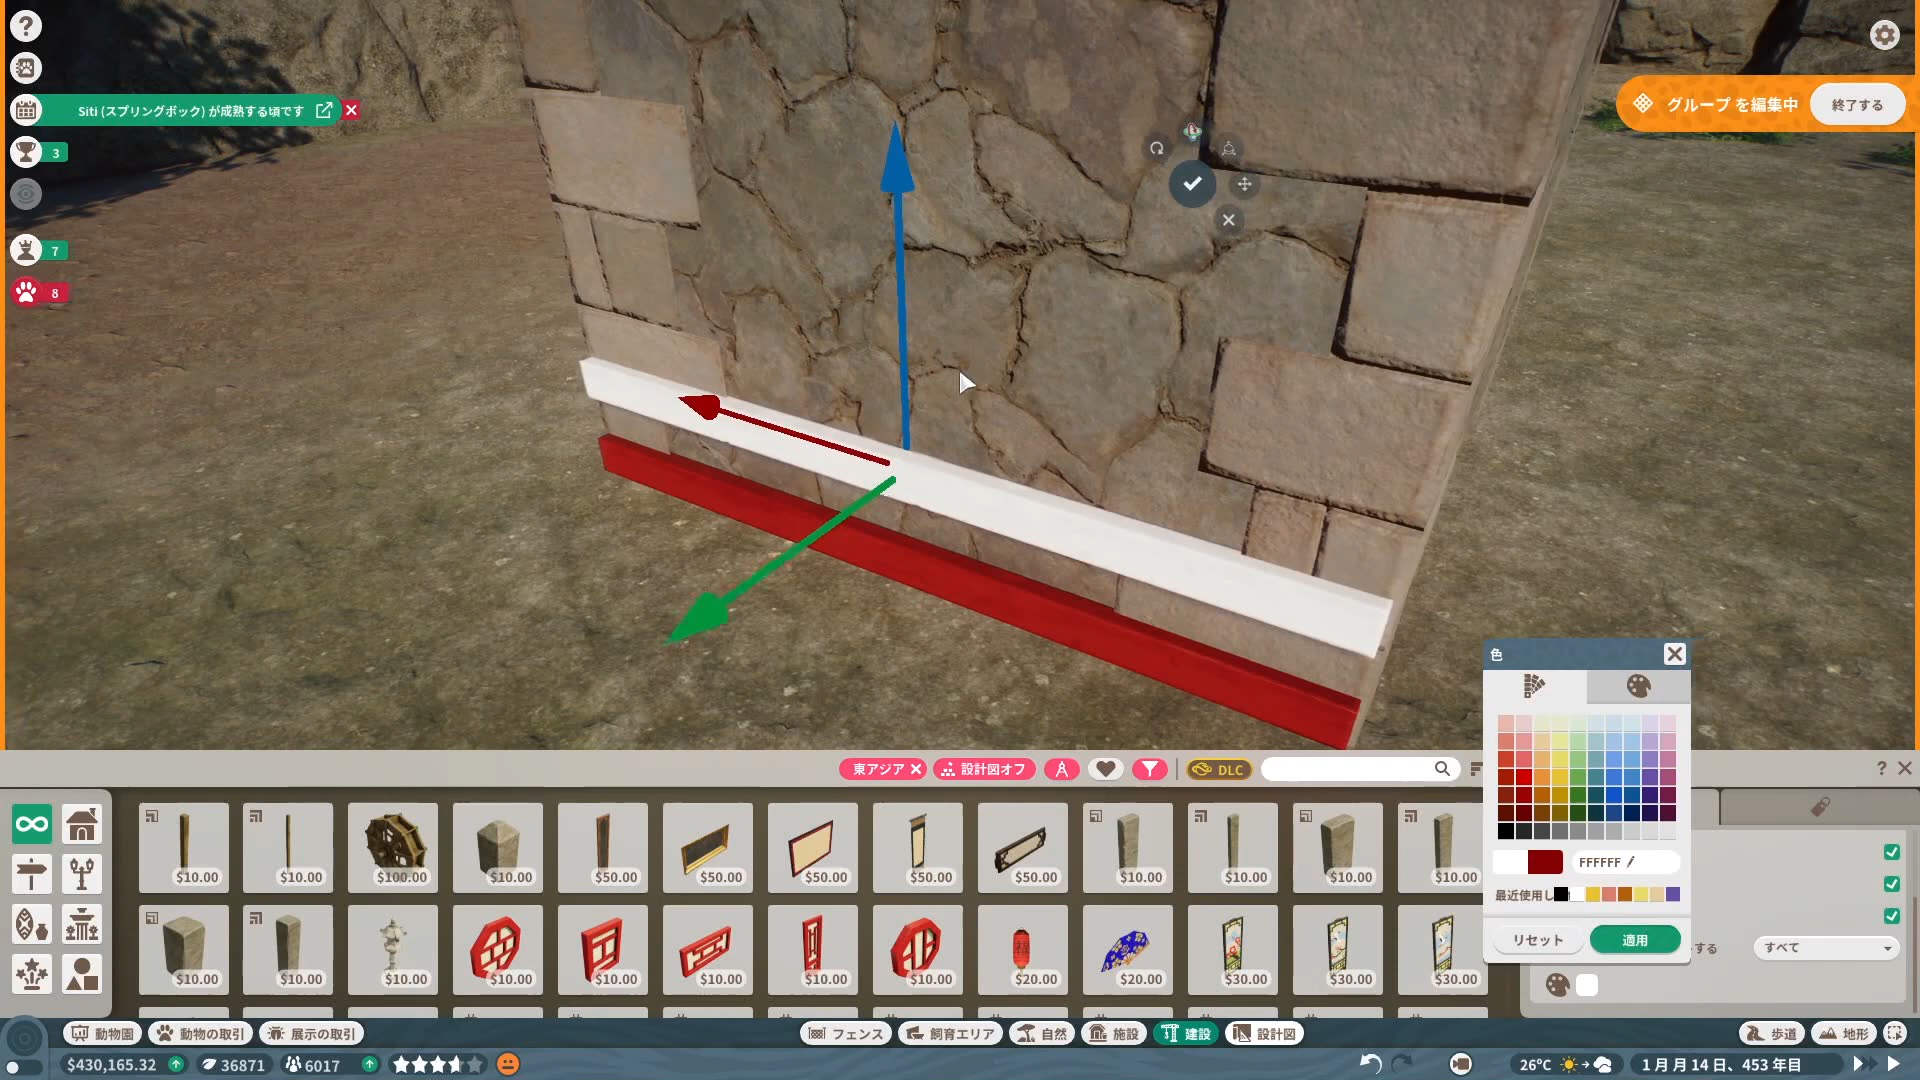 ?
Siti (スプリングボック) が成熟する頃です
3
7
8
グループ を編集中
終了する
色
FFFFFF
最近使用し
リセット
適用
東アジア
設計図オフ
DLC
?
$10.00
$10.00
$100.00
$10.00
$50.00
$50.00
$50.00
$50.00
$50.00
$10.00
$10.00
$10.00
$10.00
$10.00
$10.00
$10.00
$10.00
$10.00
$10.00
$10.00
$10.00
$20.00
$20.00
$30.00
$30.00
$30.00
する
すべて
動物園
動物の取引
展示の取引
フェンス
飼育エリア
自然
施設
建設
設計図
歩道
地形
$430,165.32
36871
6017
26°C
1 月 月 14 日、453 年目